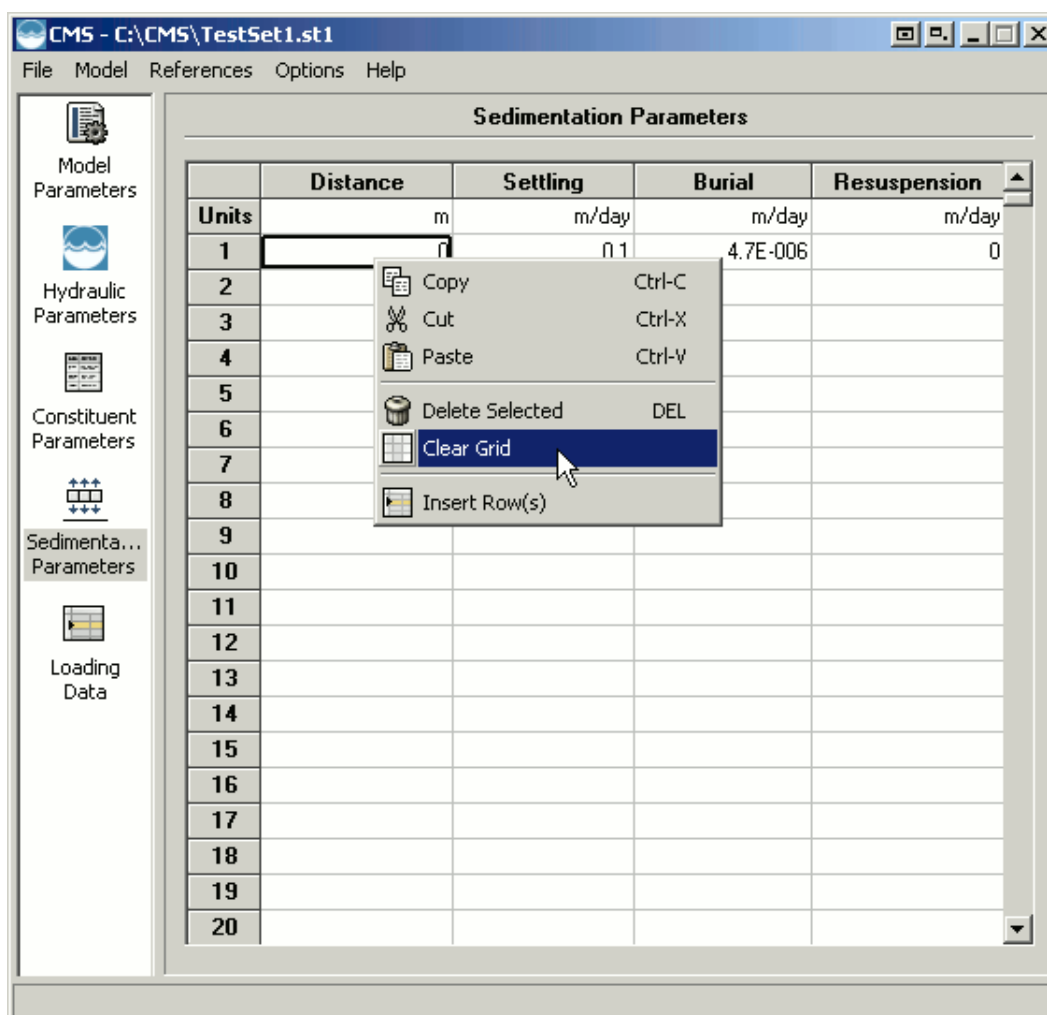 CMS - C:\CMS\TestSet1.st1
File Model References Options Help
Model
Parameters
Hydraulic
Parameters
Constituent
Parameters
Sedimenta...
Parameters
Loading
Data
Sedimentation Parameters
Distance Settling Burial Resuspension
Units m m/day m/day m/day
1 0 0.1 4.7E-006 0
2
3
4
5
6
7
8
9
10
11
12
13
14
15
16
17
18
19
20
Copy Ctrl-C
Cut Ctrl-X
Paste Ctrl-V
Delete Selected DEL
Clear Grid
Insert Row(s)